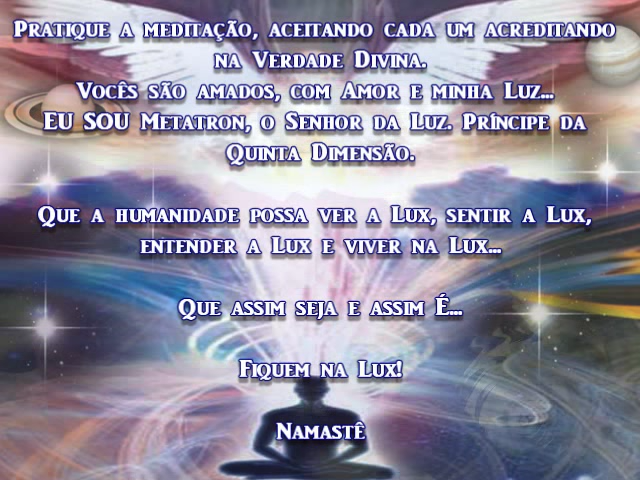 Pratique a meditação, aceitando cada um acreditando
na Verdade Divina.
Vocês são amados, com Amor e minha Luz...
EU SOU Metatron, o Senhor da Luz. Príncipe da
Quinta Dimensão.
Que a humanidade possa ver a Lux, sentir a Lux,
entender a Lux e viver na Lux...
Que assim seja e assim É...
Fiquem na Lux!
Namastê